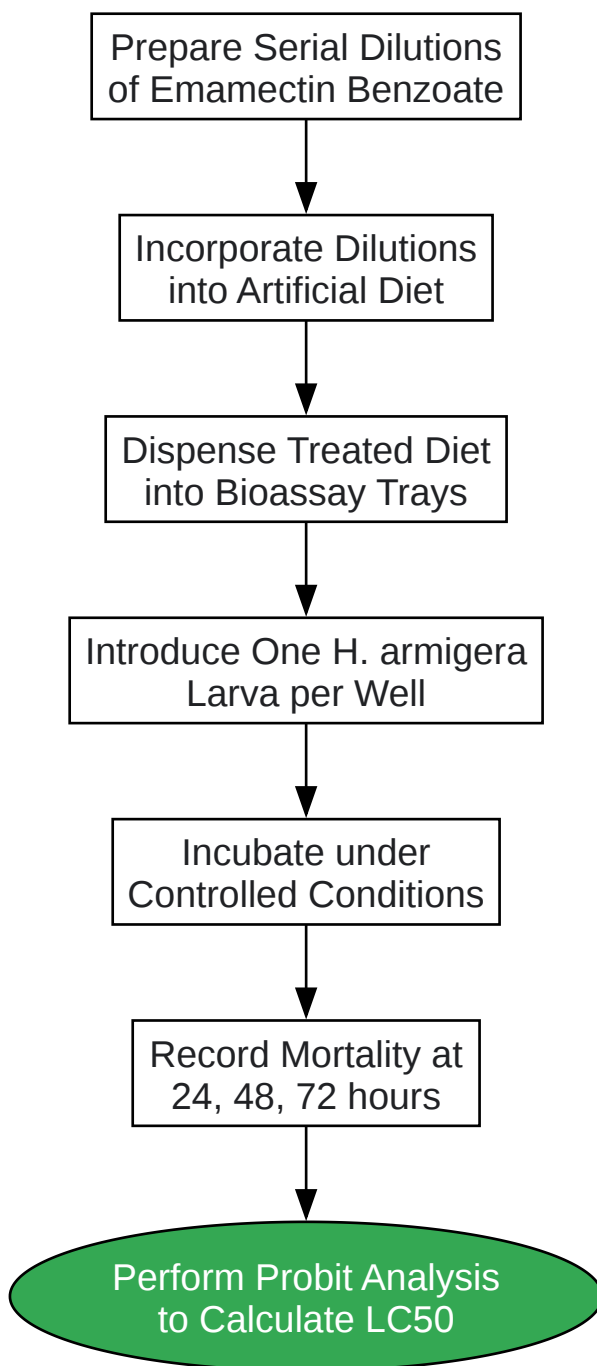 Prepare Serial Dilutions
of Emamectin Benzoate
Incorporate Dilutions
into Artificial Diet
Dispense Treated Diet
into Bioassay Trays
Introduce One H. armigera
Larva per Well
Incubate under
Controlled Conditions
Record Mortality at
24, 48, 72 hours
Perform Probit Analysis
to Calculate LC50